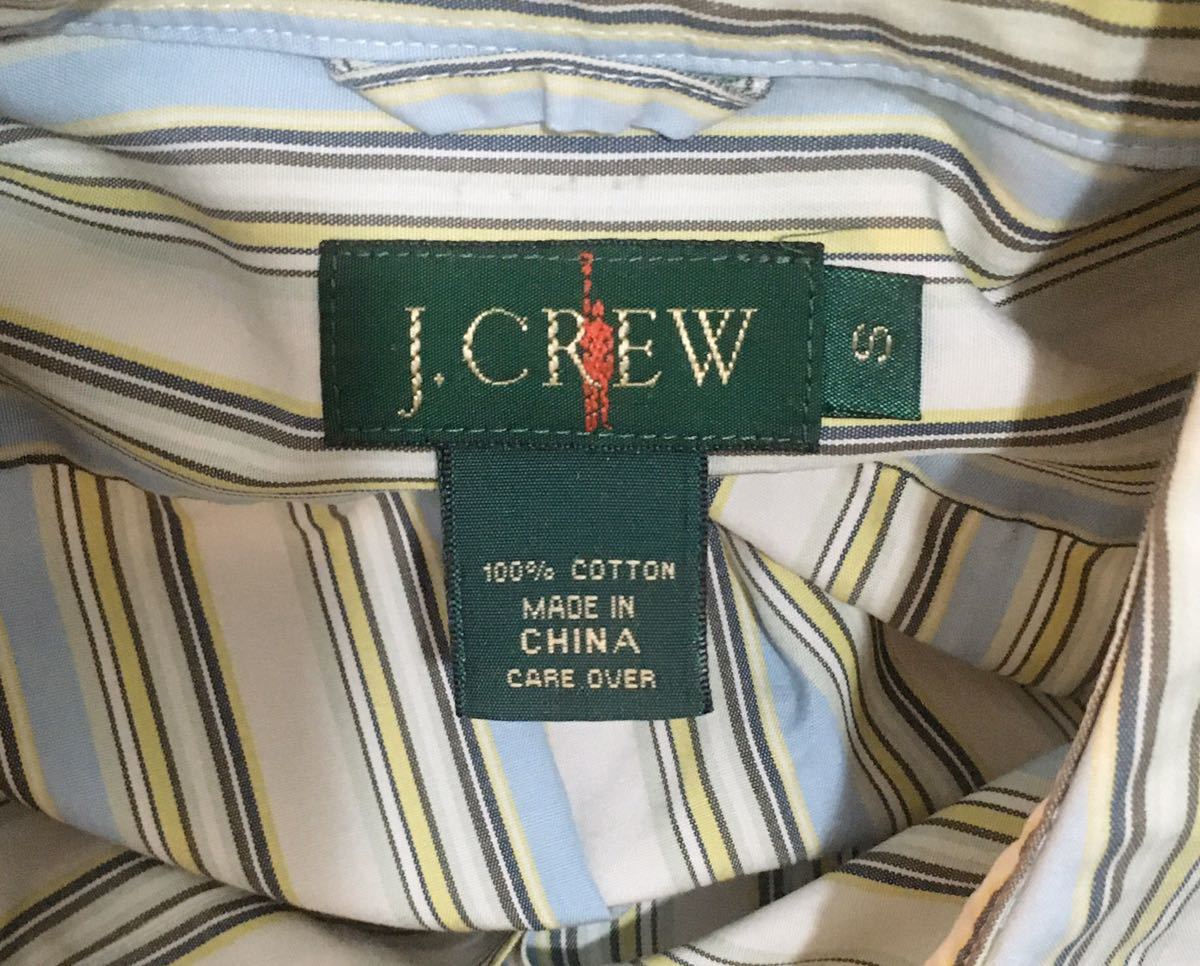 J.CREW
S
100% COTTON
MADE IN
CHINA
CARE OVER